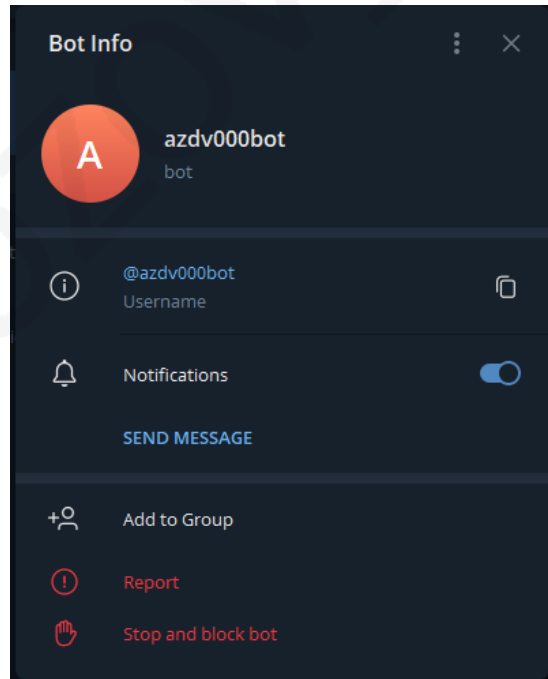 Bot Info
A
azdv000bot
bot
@azdv000bot
Username
Notifications
SEND MESSAGE
Add to Group
Report
Stop and block bot